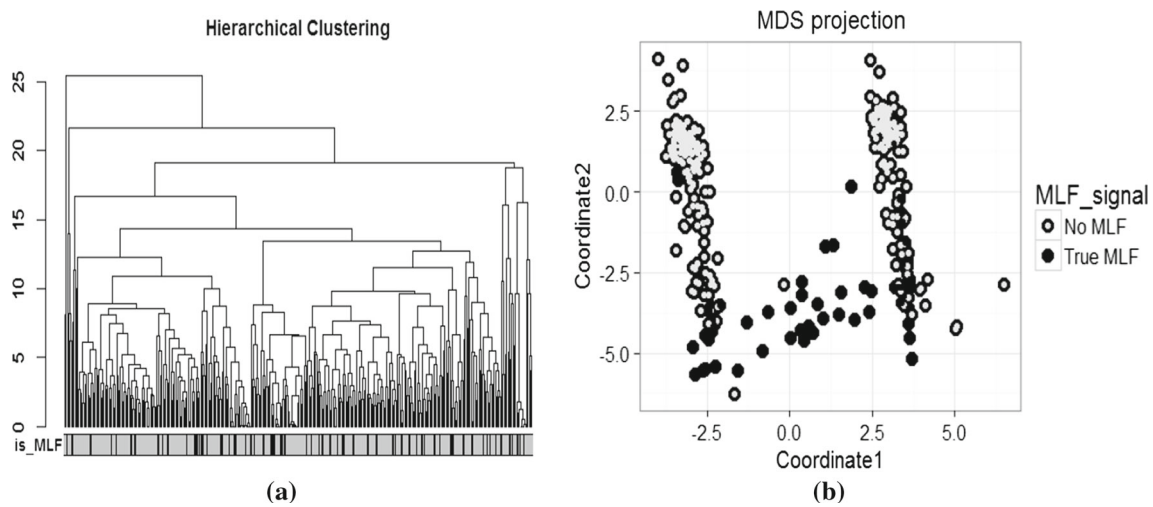 Hierarchical Clustering
25
20
15
10
5
0
is_MLF
(a)
MDS projection
Coordinate2
2.5
0.0
-2.5
-5.0
-2.5
0.0
2.5
5.0
Coordinate1
MLF_signal
No MLF
True MLF
(b)